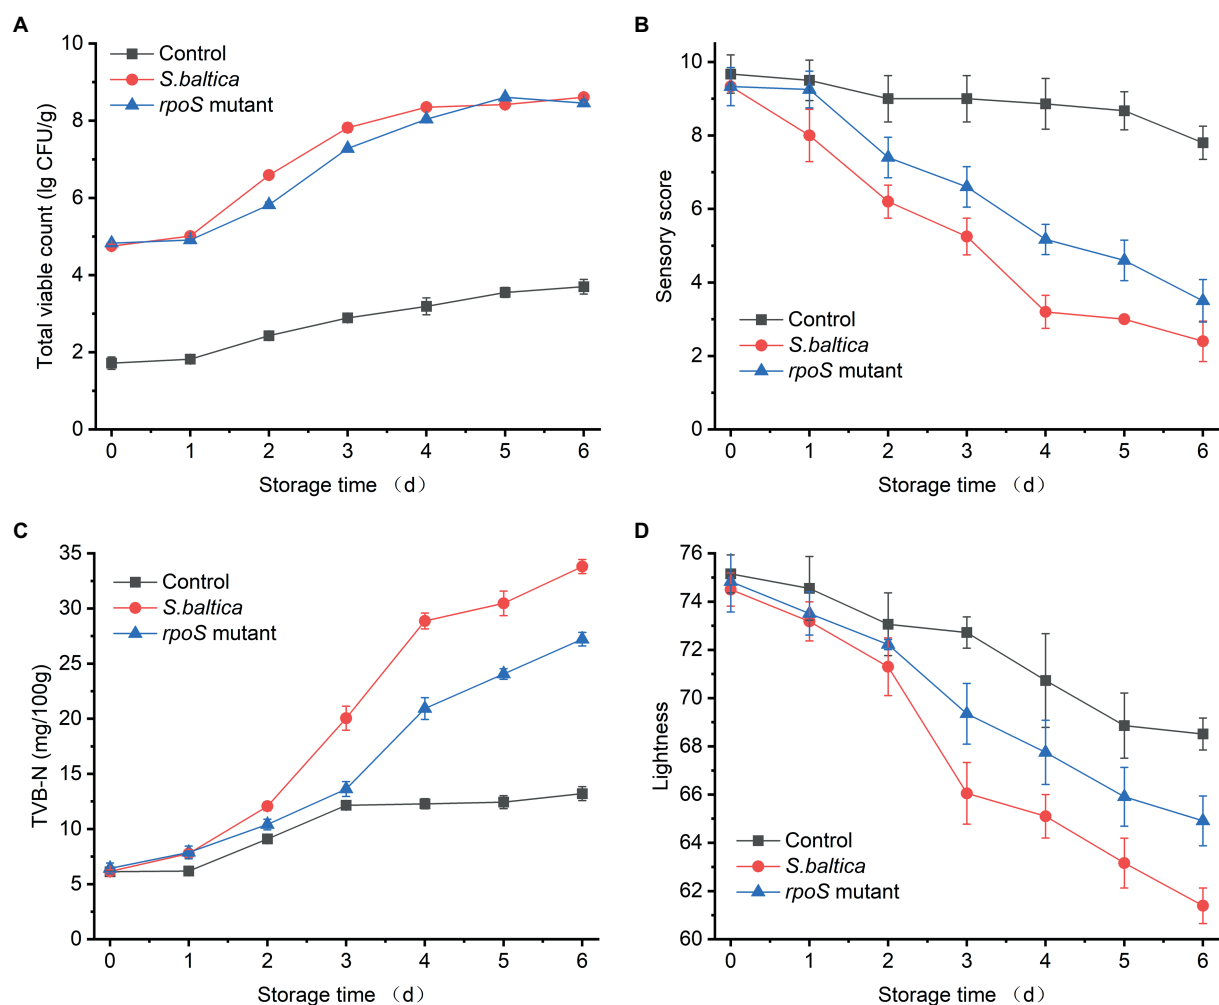 A
Total viable count (lg CFU/g)
10
8
6
4
2
0
Control
S.baltica
rpoS mutant
0 1 2 3 4 5 6
Storage time （d）
B
Sensory score
10
8
6
4
2
0
Control
S.baltica
rpoS mutant
0 1 2 3 4 5 6
Storage time （d）
C
TVB-N (mg/100g)
35
30
25
20
15
10
5
0
Control
S.baltica
rpoS mutant
0 1 2 3 4 5 6
Storage time （d）
D
Lightness
76
74
72
70
68
66
64
62
60
Control
S.baltica
rpoS mutant
0 1 2 3 4 5 6
Storage time （d）